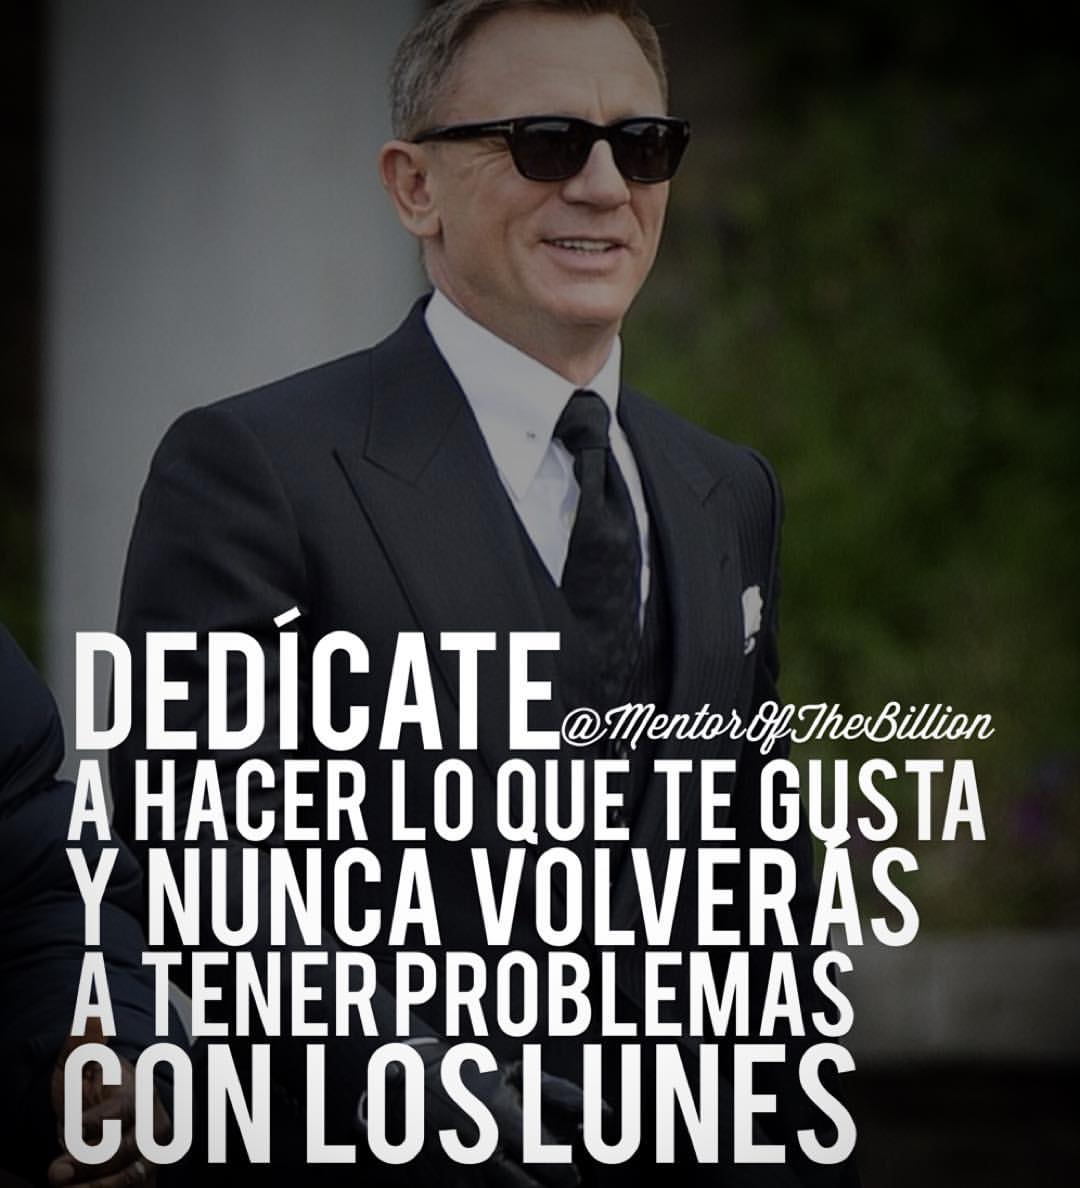 DEDÍCATE
@MentorOfTheBillion
A HACER LO QUE TE GUSTA
Y NUNCA VOLVERÁS
A TENER PROBLEMAS
CON LOS LUNES